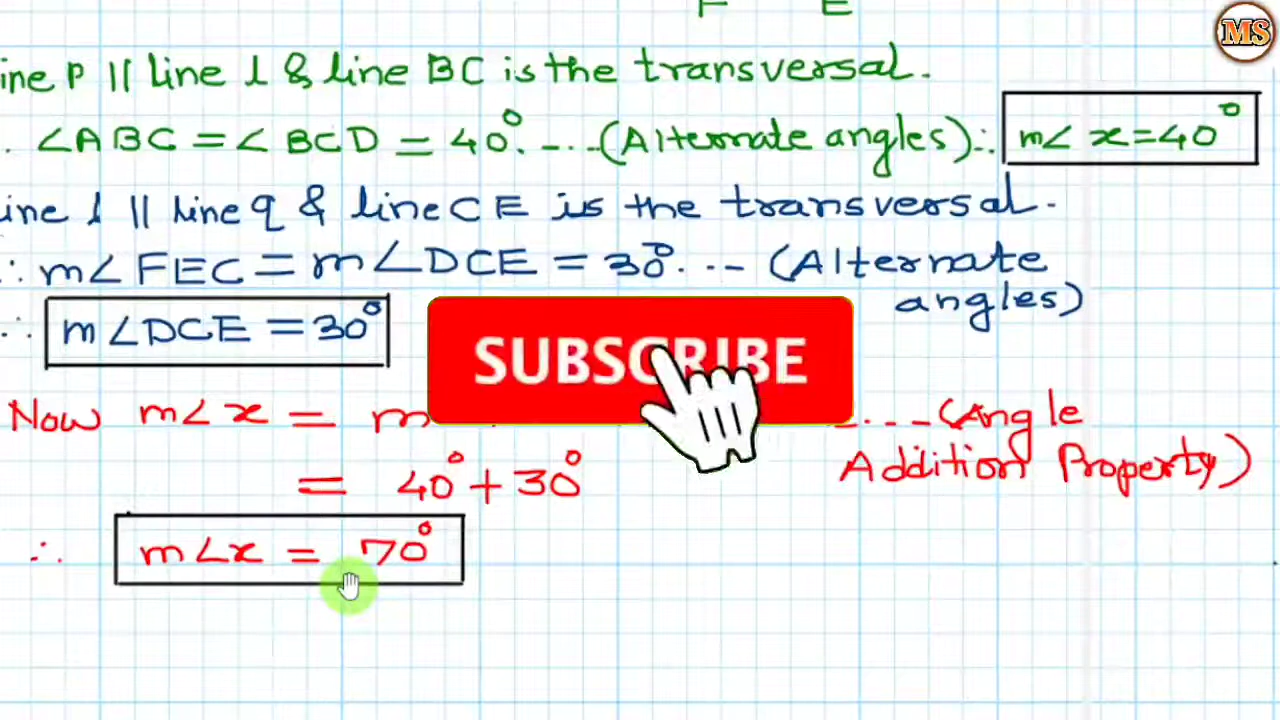 F E
MS
ine P || line l & line BC is the transversal.
∴ ∠ABC = ∠BCD = 40°. -...(Alternate angles) ∴ m∠x=40°
ine l || line q & line CE is the transversal.
∴ m∠FEC = m∠DCE = 30°. .. -- (Alternate
angles)
∴ m∠DCE = 30°
SUBSCRIBE
Now m∠x = m ...-(Angle
= 40° + 30° Addition Property)
∴ m∠x = 70°